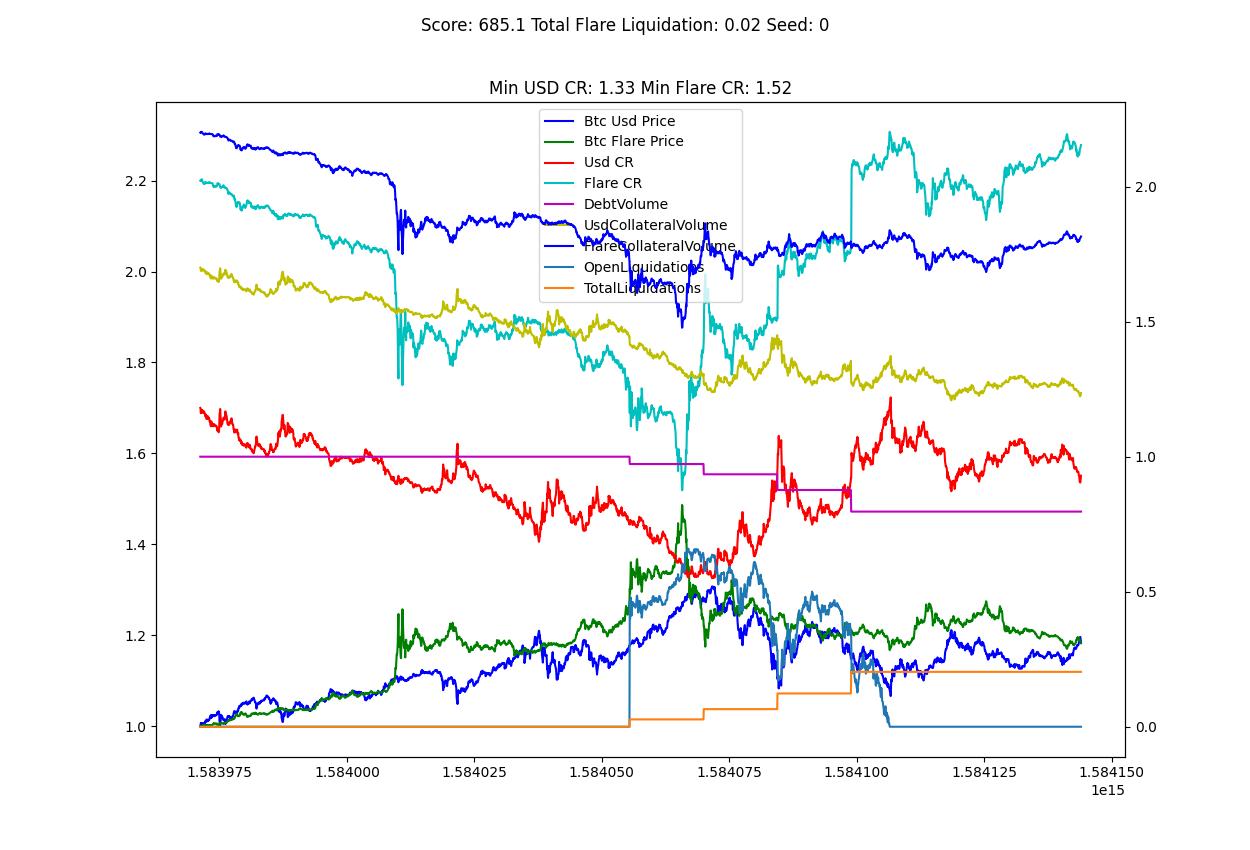 Score: 685.1 Total Flare Liquidation: 0.02 Seed: 0
Min USD CR: 1.33 Min Flare CR: 1.52
Btc Usd Price
Btc Flare Price
Usd CR
Flare CR
DebtVolume
UsdCollateralVolume
FlareCollateralVolume
OpenLiquidations
TotalLiquidations
2.2
2.0
1.8
1.6
1.4
1.2
1.0
2.0
1.5
1.0
0.5
0.0
1.583975 1.584000 1.584025 1.584050 1.584075 1.584100 1.584125 1.584150
1e15